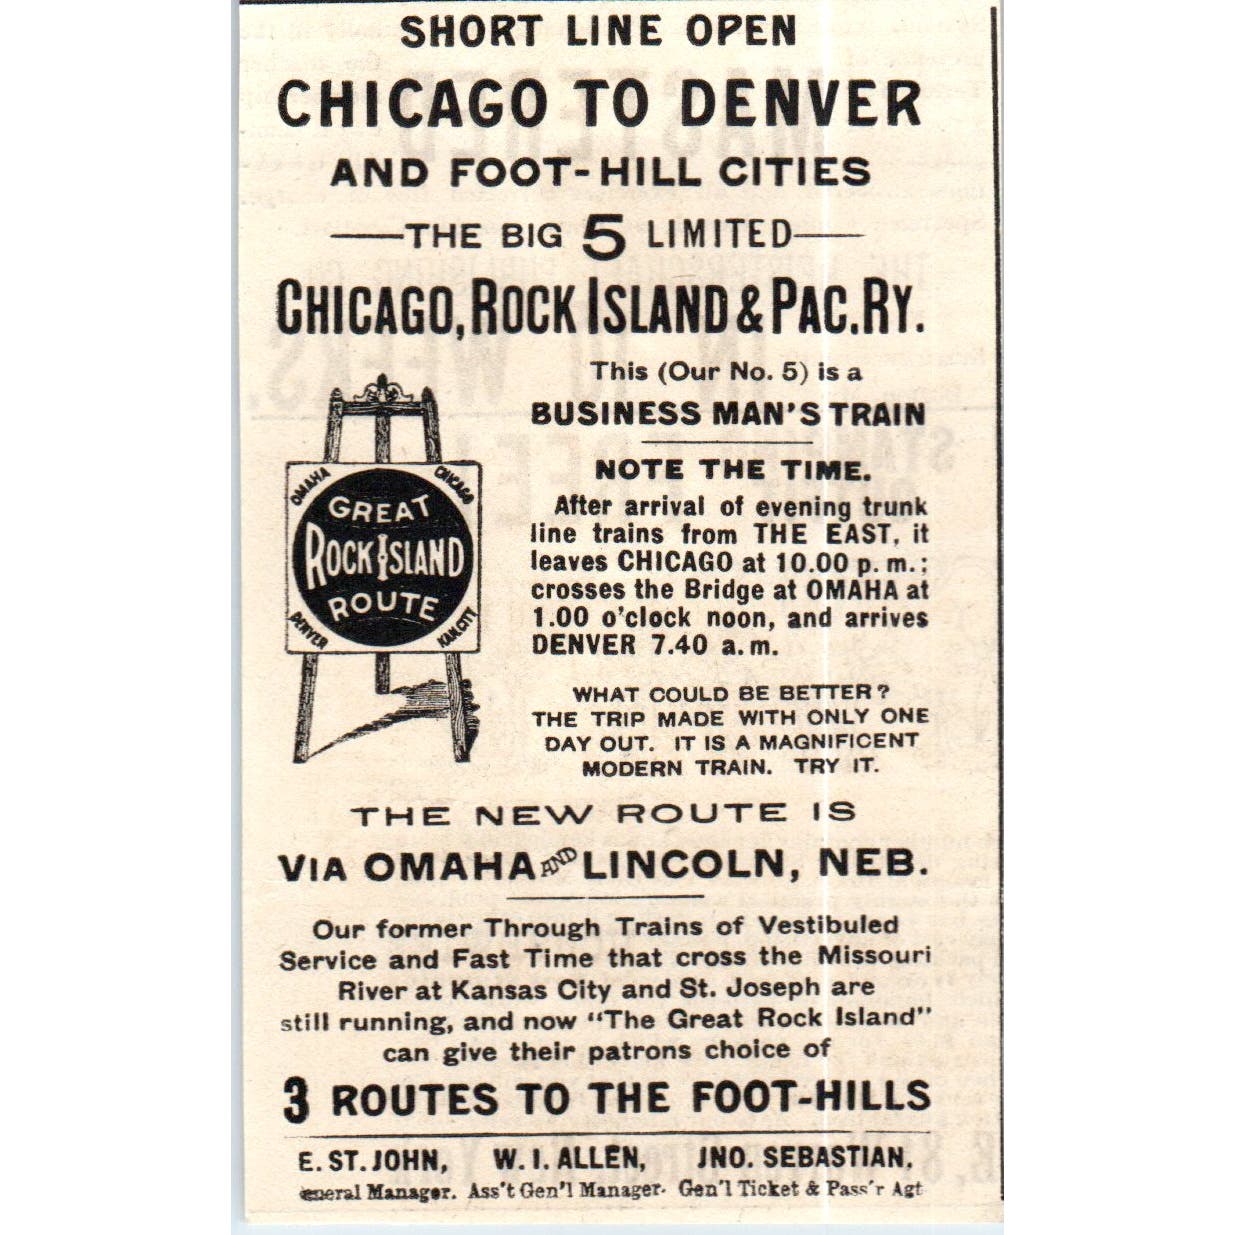 SHORT LINE OPEN
CHICAGO TO DENVER
AND FOOT-HILL CITIES
—THE BIG 5 LIMITED—
CHICAGO, ROCK ISLAND & PAC. RY.
This (Our No. 5) is a
BUSINESS MAN'S TRAIN
NOTE THE TIME.
After arrival of evening trunk
line trains from THE EAST, it
leaves CHICAGO at 10.00 p. m.;
crosses the Bridge at OMAHA at
1.00 o'clock noon, and arrives
DENVER 7.40 a. m.
OMAHA
CHICAGO
GREAT
ROCK ISLAND
ROUTE
DENVER
KAN. CITY
WHAT COULD BE BETTER?
THE TRIP MADE WITH ONLY ONE
DAY OUT. IT IS A MAGNIFICENT
MODERN TRAIN. TRY IT.
THE NEW ROUTE IS
VIA OMAHA AND LINCOLN, NEB.
Our former Through Trains of Vestibuled
Service and Fast Time that cross the Missouri
River at Kansas City and St. Joseph are
still running, and now "The Great Rock Island"
can give their patrons choice of
3 ROUTES TO THE FOOT-HILLS
E. ST. JOHN, W. I. ALLEN, JNO. SEBASTIAN,
General Manager. Ass't Gen'l Manager. Gen'l Ticket & Pass'r Agt